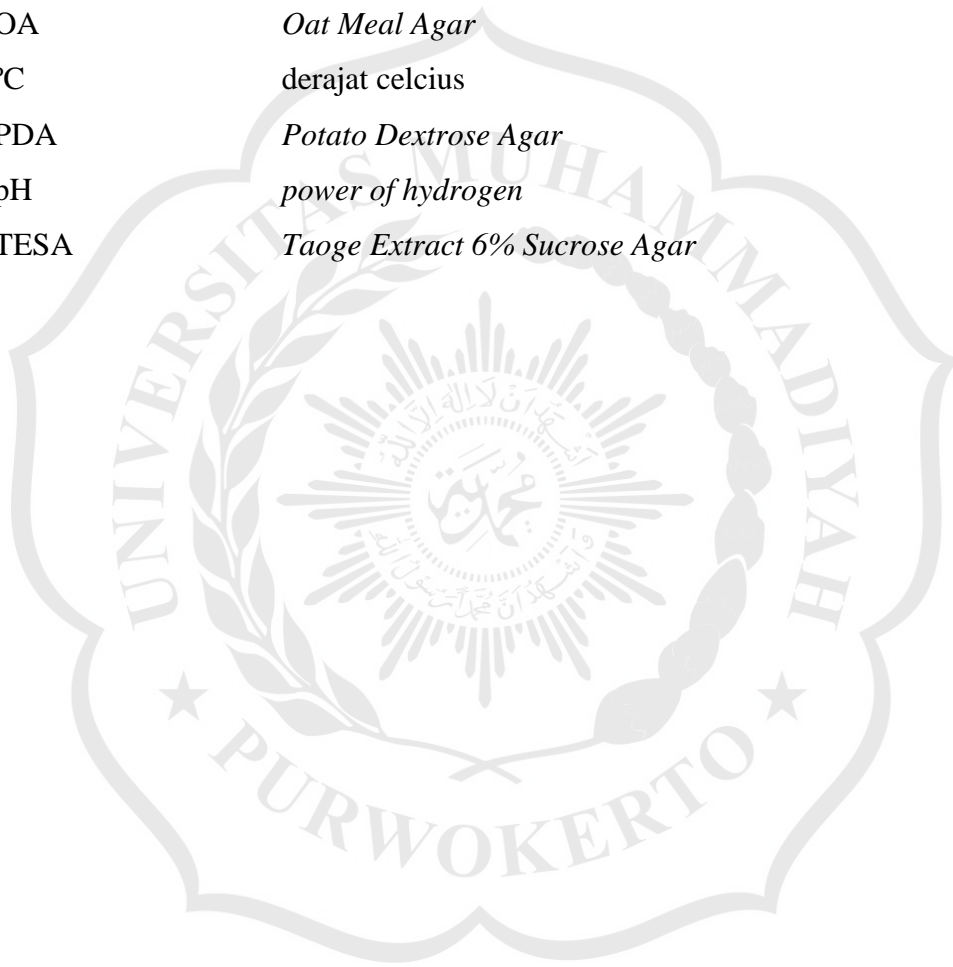 OA Oat Meal Agar
°C derajat celcius
PDA Potato Dextrose Agar
pH power of hydrogen
TESA Taoge Extract 6% Sucrose Agar
UNIVERSITAS MUHAMMADIYAH
PURWOKERTO